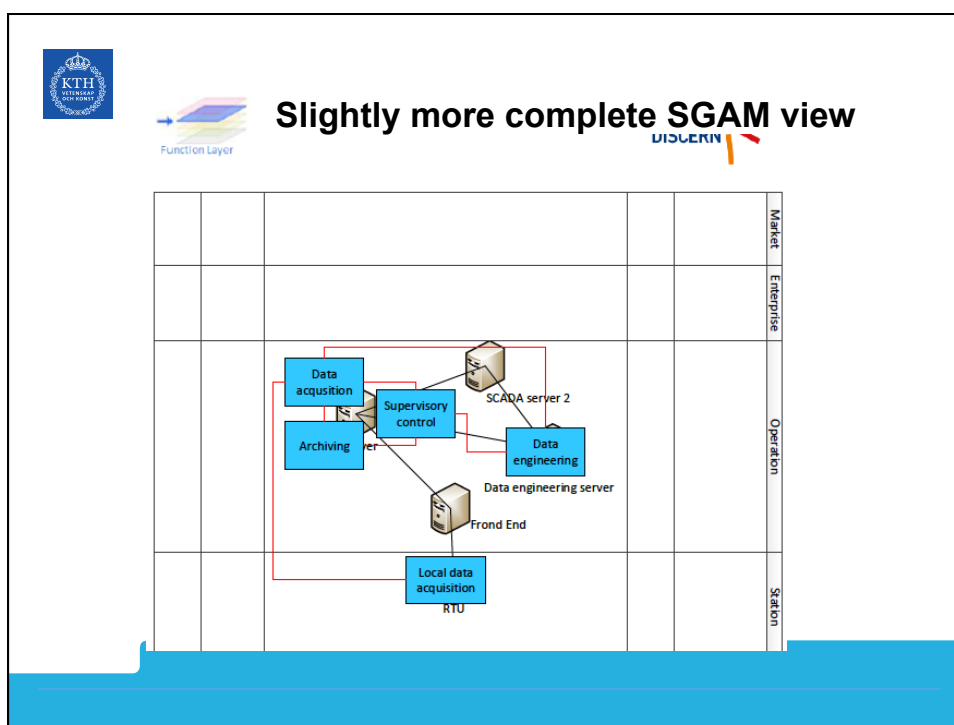 KTH
VETENSKAP
OCH KONST
Slightly more complete SGAM view
Function Layer
DISCERN
Market
Enterprise
Operation
Station
Data
acqusition
Supervisory
control
SCADA server 2
Archiving
ver
Data
engineering
Data engineering server
Frond End
Local data
acquisition
RTU